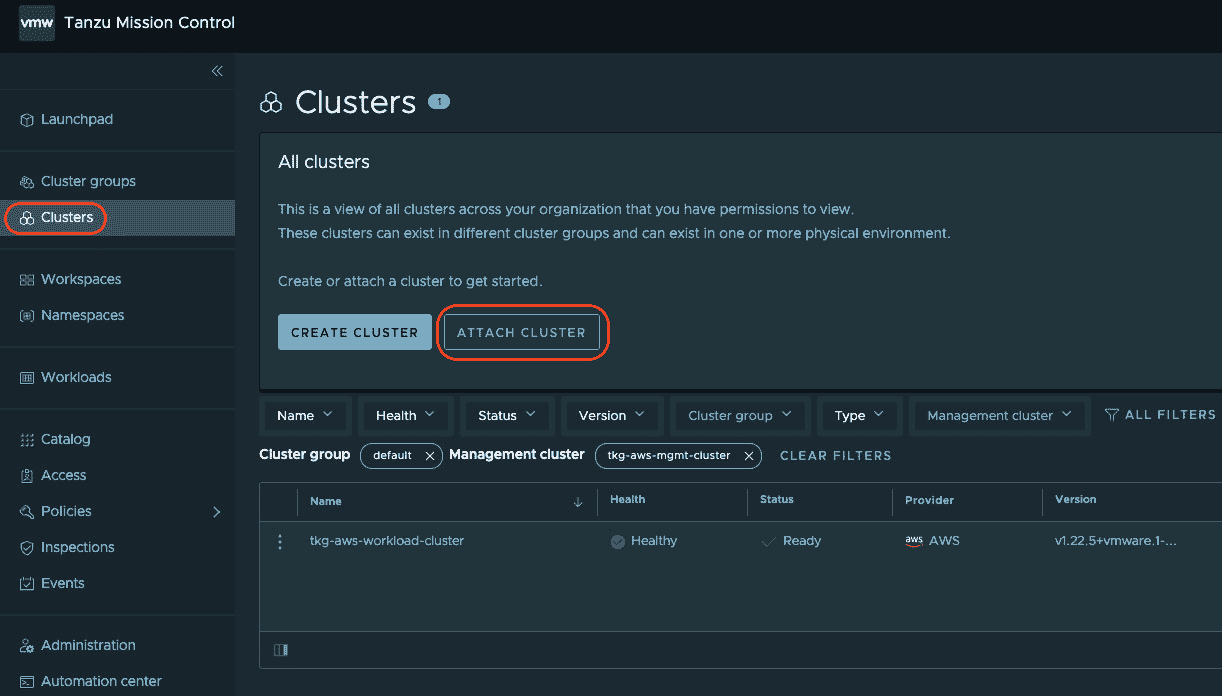 vmw Tanzu Mission Control
Launchpad
Cluster groups
Clusters
Workspaces
Namespaces
Workloads
Catalog
Access
Policies
Inspections
Events
Administration
Automation center
Clusters 1
All clusters
This is a view of all clusters across your organization that you have permissions to view.
These clusters can exist in different cluster groups and can exist in one or more physical environment.
Create or attach a cluster to get started.
CREATE CLUSTER ATTACH CLUSTER
Name Health Status Version Cluster group Type Management cluster ALL FILTERS
Cluster group default Management cluster tkg-aws-mgmt-cluster CLEAR FILTERS
Name Health Status Provider Version
tkg-aws-workload-cluster Healthy Ready aws AWS v1.22.5+vmware.1-...